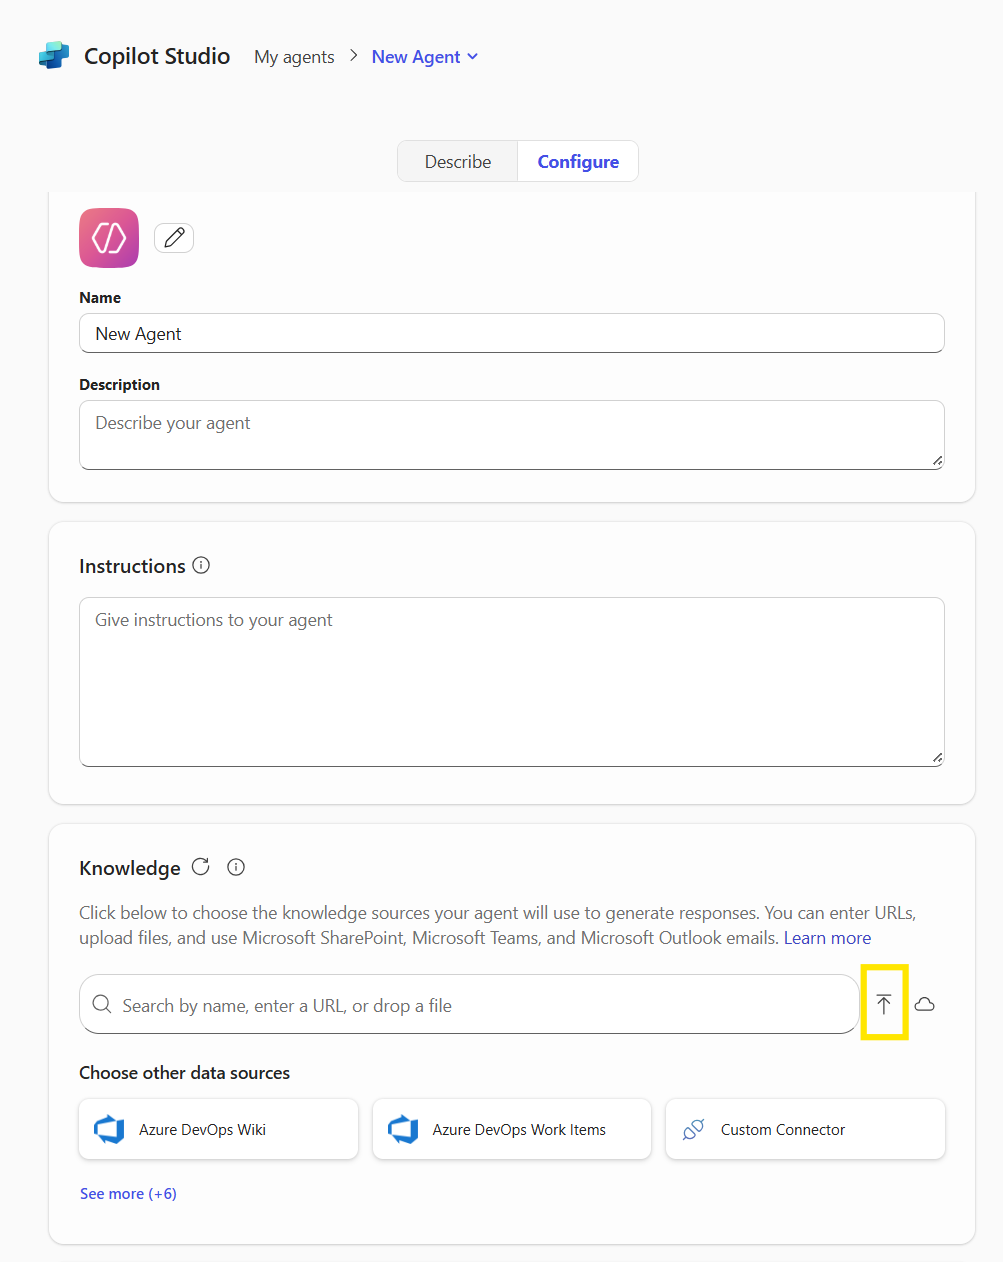 Copilot Studio My agents > New Agent
Describe Configure
Name
New Agent
Description
Describe your agent
Instructions
Give instructions to your agent
Knowledge
Click below to choose the knowledge sources your agent will use to generate responses. You can enter URLs,
upload files, and use Microsoft SharePoint, Microsoft Teams, and Microsoft Outlook emails. Learn more
Search by name, enter a URL, or drop a file
Choose other data sources
Azure DevOps Wiki Azure DevOps Work Items Custom Connector
See more (+6)